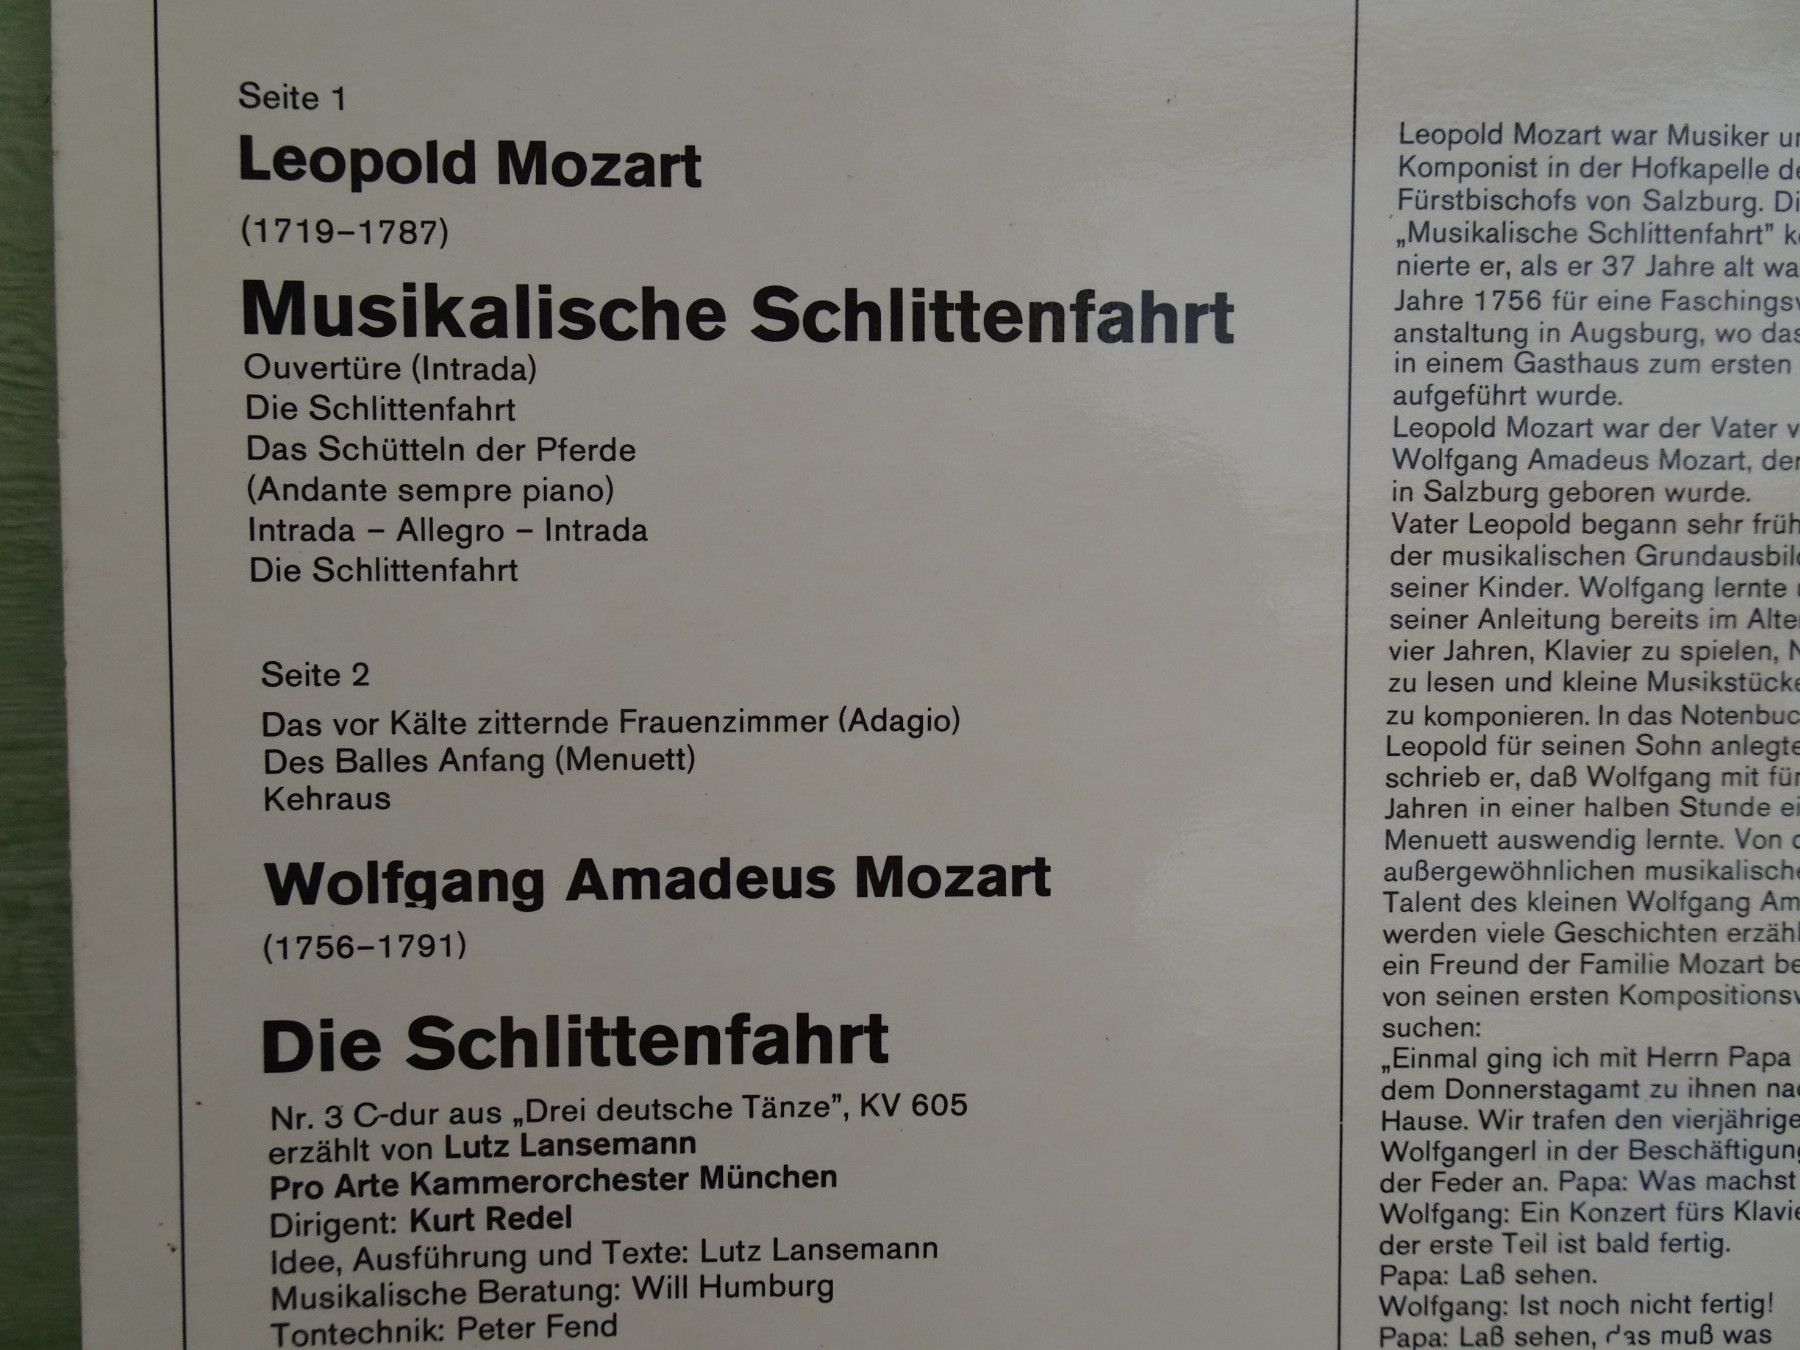 Seite 1
Leopold Mozart
(1719–1787)
Musikalische Schlittenfahrt
Ouvertüre (Intrada)
Die Schlittenfahrt
Das Schütteln der Pferde
(Andante sempre piano)
Intrada – Allegro – Intrada
Die Schlittenfahrt
Seite 2
Das vor Kälte zitternde Frauenzimmer (Adagio)
Des Balles Anfang (Menuett)
Kehraus
Wolfgang Amadeus Mozart
(1756–1791)
Die Schlittenfahrt
Nr. 3 C-dur aus „Drei deutsche Tänze”, KV 605
erzählt von Lutz Lansemann
Pro Arte Kammerorchester München
Dirigent: Kurt Redel
Idee, Ausführung und Texte: Lutz Lansemann
Musikalische Beratung: Will Humburg
Tontechnik: Peter Fend
Leopold Mozart war Musiker
Komponist in der Hofkapelle
Fürstbischofs von Salzburg.
„Musikalische Schlittenfahrt”
nierte er, als er 37 Jahre alt
Jahre 1756 für eine
anstaltung in Augsburg, wo
in einem Gasthaus zum ersten
aufgeführt wurde.
Leopold Mozart war der Vater
Wolfgang Amadeus Mozart,
in Salzburg geboren wurde.
Vater Leopold begann sehr
der musikalischen
seiner Kinder. Wolfgang lernte
seiner Anleitung bereits im
vier Jahren, Klavier zu spielen,
zu lesen und kleine
zu komponieren. In das
Leopold für seinen Sohn
schrieb er, daß Wolfgang mit
Jahren in einer halben Stunde
Menuett auswendig lernte. Von
außergewöhnlichen
Talent des kleinen Wolfgang
werden viele Geschichten
ein Freund der Familie Mozart
von seinen ersten
suchen:
„Einmal ging ich mit Herrn Papa
dem Donnerstagamt zu ihnen
Hause. Wir trafen den
Wolfgangerl in der
der Feder an. Papa: Was machst
Wolfgang: Ein Konzert fürs
der erste Teil ist bald fertig.
Papa: Laß sehen.
Wolfgang: Ist noch nicht fertig!
Papa: Laß sehen, das muß was